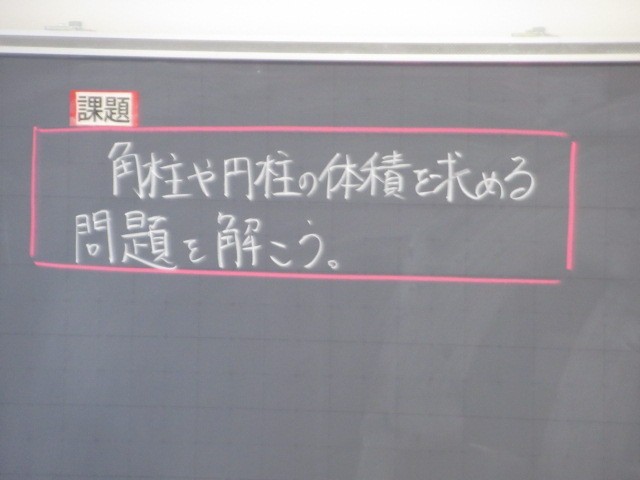 課題
角柱や円柱の体積を求める
問題を解こう。